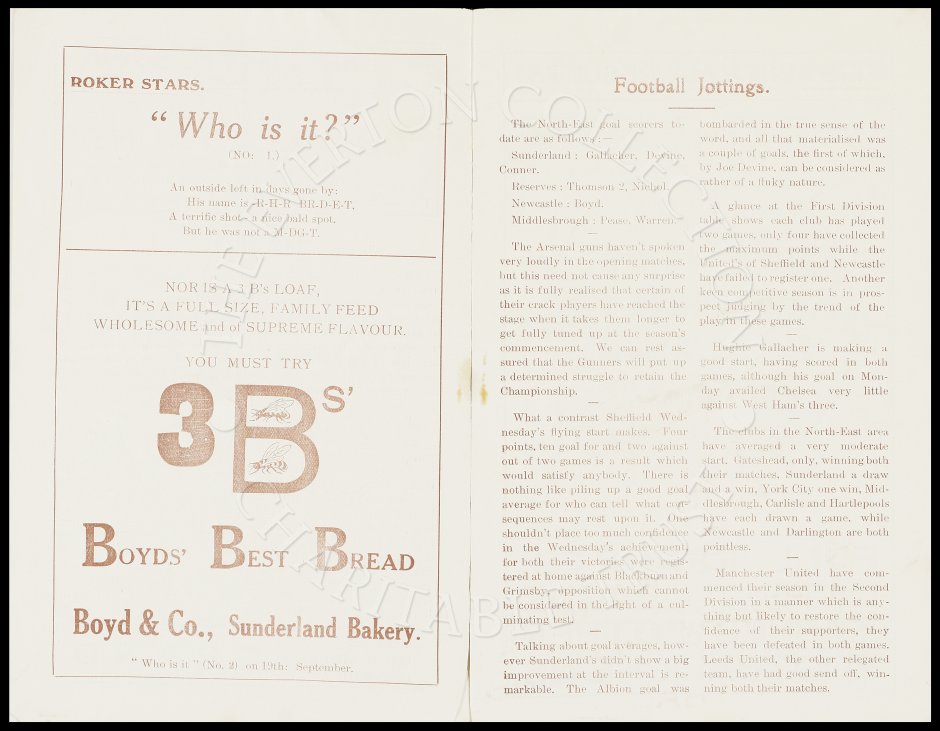 ROKER STARS.
“Who is it?”
(NO: 1.)
An outside left in days gone by:
His name is -R-H-R BR-D-E-T,
A terrific shot - a nice bald spot,
But he was not a M-DG-T.
NOR IS A 3 B'S LOAF,
IT'S A FULL SIZE, FAMILY FEED
WHOLESOME and of SUPREME FLAVOUR.
YOU MUST TRY
3 Bs'
BOYDS' BEST BREAD
Boyd & Co., Sunderland Bakery.
“Who is it” (No. 2) on 19th: September.
Football Jottings.
The North-East goal scorers to-
date are as follows:—
Sunderland: Gallacher, Devine,
Conner.
Reserves: Thomson 2, Nichol.
Newcastle: Boyd.
Middlesbrough: Pease, Warren.
The Arsenal guns haven't spoken
very loudly in the opening matches,
but this need not cause any surprise
as it is fully realised that certain of
their crack players have reached the
stage when it takes them longer to
get fully tuned up at the season's
commencement. We can rest as-
sured that the Gunners will put up
a determined struggle to retain the
Championship.
What a contrast Sheffield Wed-
nesday's flying start makes. Four
points, ten goal for and two against
out of two games is a result which
would satisfy anybody. There is
nothing like piling up a good goal
average for who can tell what con-
sequences may rest upon it. One
shouldn't place too much confidence
in the Wednesday's achievement
for both their victories were regis-
tered at home against Blackburn and
Grimsby, opposition which cannot
be considered in the light of a cul-
minating test.
Talking about goal averages, how-
ever Sunderland's didn't show a big
improvement at the interval is re-
markable. The Albion goal was
bombarded in the true sense of the
word, and all that materialised was
a couple of goals, the first of which,
by Joe Devine, can be considered as
rather of a fluky nature.
A glance at the First Division
table shows each club has played
two games, only four have collected
the maximum points while the
United's of Sheffield and Newcastle
have failed to register one. Another
keen competitive season is in pros-
pect judging by the trend of the
play in these games.
Hughie Gallacher is making a
good start, having scored in both
games, although his goal on Mon-
day availed Chelsea very little
against West Ham's three.
The clubs in the North-East area
have averaged a very moderate
start, Gateshead, only, winning both
their matches, Sunderland a draw
and a win, York City one win, Mid-
dlesbrough, Carlisle and Hartlepools
have each drawn a game, while
Newcastle and Darlington are both
pointless.
Manchester United have com-
menced their season in the Second
Division in a manner which is any-
thing but likely to restore the con-
fidence of their supporters, they
have been defeated in both games.
Leeds United, the other relegated
team, have had good send off, win-
ning both their matches.
THE EVERTON COLLECTION
CHARITABLE TRUST